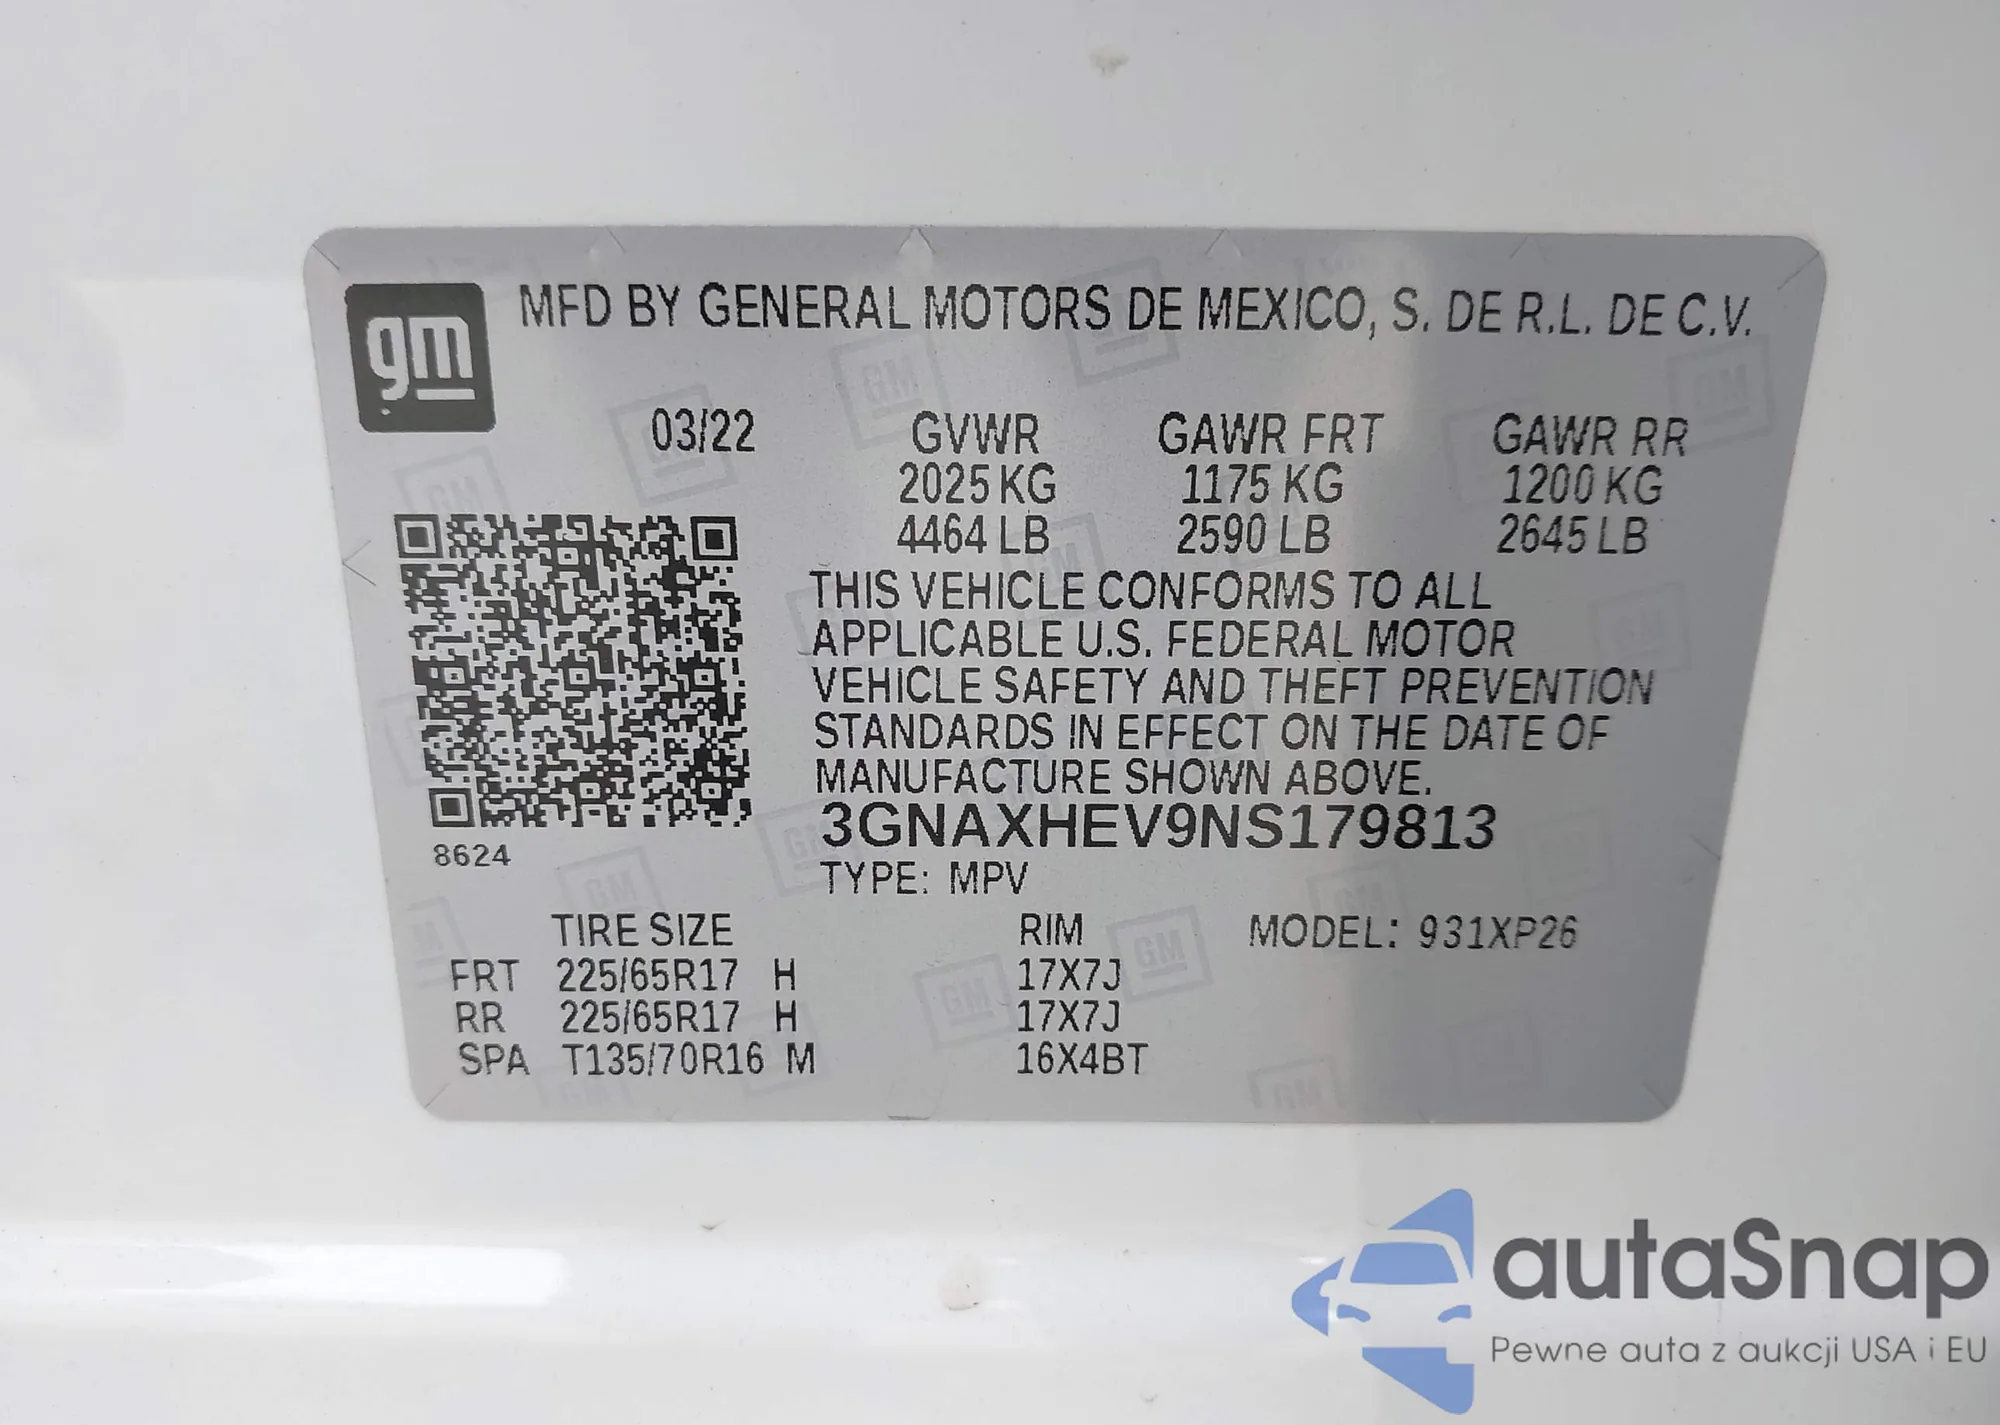 gm
MFD BY GENERAL MOTORS DE MEXICO, S. DE R.L. DE C.V.
03/22 GVWR GAWR FRT GAWR RR
2025 KG 1175 KG 1200 KG
4464 LB 2590 LB 2645 LB
THIS VEHICLE CONFORMS TO ALL
APPLICABLE U.S. FEDERAL MOTOR
VEHICLE SAFETY AND THEFT PREVENTION
STANDARDS IN EFFECT ON THE DATE OF
MANUFACTURE SHOWN ABOVE.
3GNAXHEV9NS179813
8624
TYPE: MPV
TIRE SIZE RIM MODEL: 931XP26
FRT 225/65R17 H 17X7J
RR 225/65R17 H 17X7J
SPA T135/70R16 M 16X4BT
autaSnap
Pewne auta z aukcji USA i EU